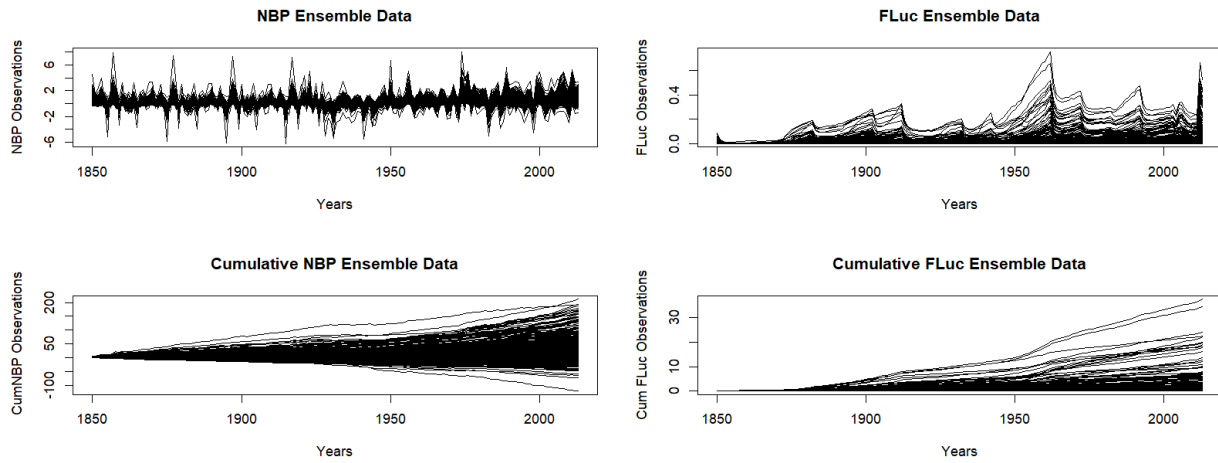 NBP Ensemble Data
NBP Observations
6
2
-2
-6
1850 1900 1950 2000
Years
FLuc Ensemble Data
FLuc Observations
0.4
0.0
1850 1900 1950 2000
Years
Cumulative NBP Ensemble Data
CumNBP Observations
200
50
-100
1850 1900 1950 2000
Years
Cumulative FLuc Ensemble Data
Cum FLuc Observations
30
10
0
1850 1900 1950 2000
Years